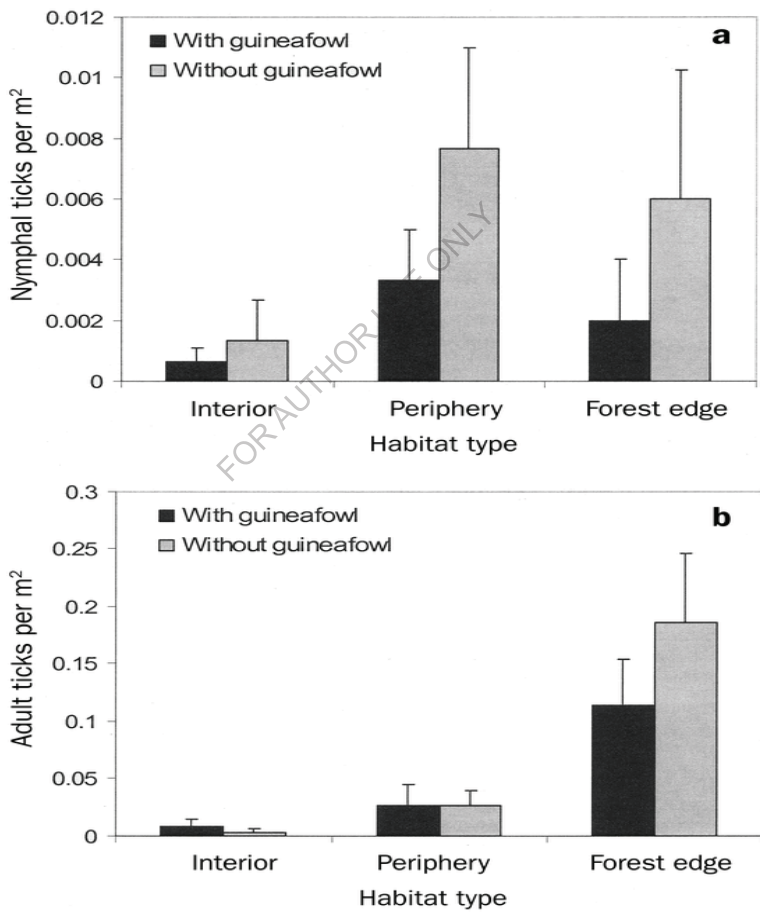 a
With guineafowl
Without guineafowl
Nymphal ticks per m²
0.012
0.01
0.008
0.006
0.004
0.002
0
Interior Periphery Forest edge
Habitat type
FOR AUTHOR USE ONLY
b
With guineafowl
Without guineafowl
Adult ticks per m²
0.3
0.25
0.2
0.15
0.1
0.05
0
Interior Periphery Forest edge
Habitat type